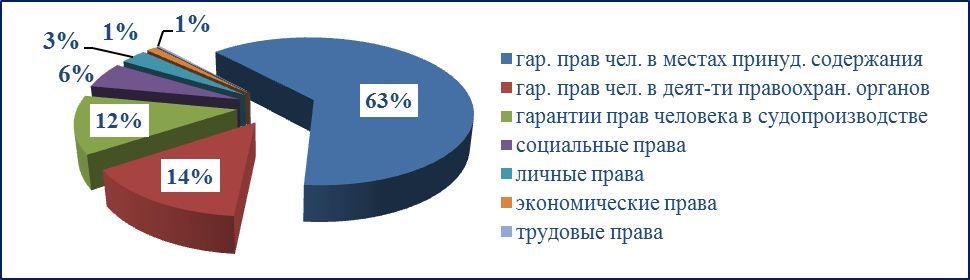 1%
1%
3%
6%
63%
12%
14%
гар. прав чел. в местах принуд. содержания
гар. прав чел. в деят-ти правоохран. органов
гарантии прав человека в судопроизводстве
социальные права
личные права
экономические права
трудовые права